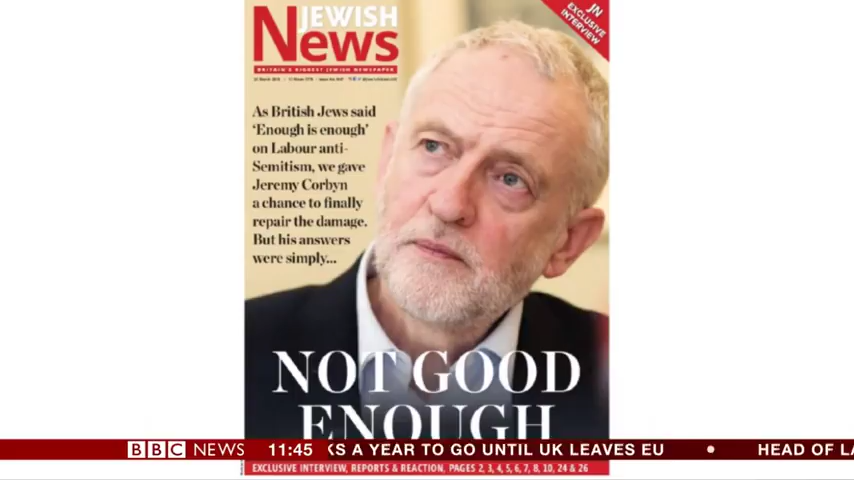 JEWISH
News
BRITAIN'S BIGGEST JEWISH NEWSPAPER
JN
EXCLUSIVE
INTERVIEW
As British Jews said
'Enough is enough'
on Labour anti-
Semitism, we gave
Jeremy Corbyn
a chance to finally
repair the damage.
But his answers
were simply...
NOT GOOD
ENOUGH
BBC NEWS 11:45 KS A YEAR TO GO UNTIL UK LEAVES EU • HEAD OF LA
EXCLUSIVE INTERVIEW, REPORTS & REACTION, PAGES 2, 3, 4, 5, 6, 7, 8, 10, 24 & 26